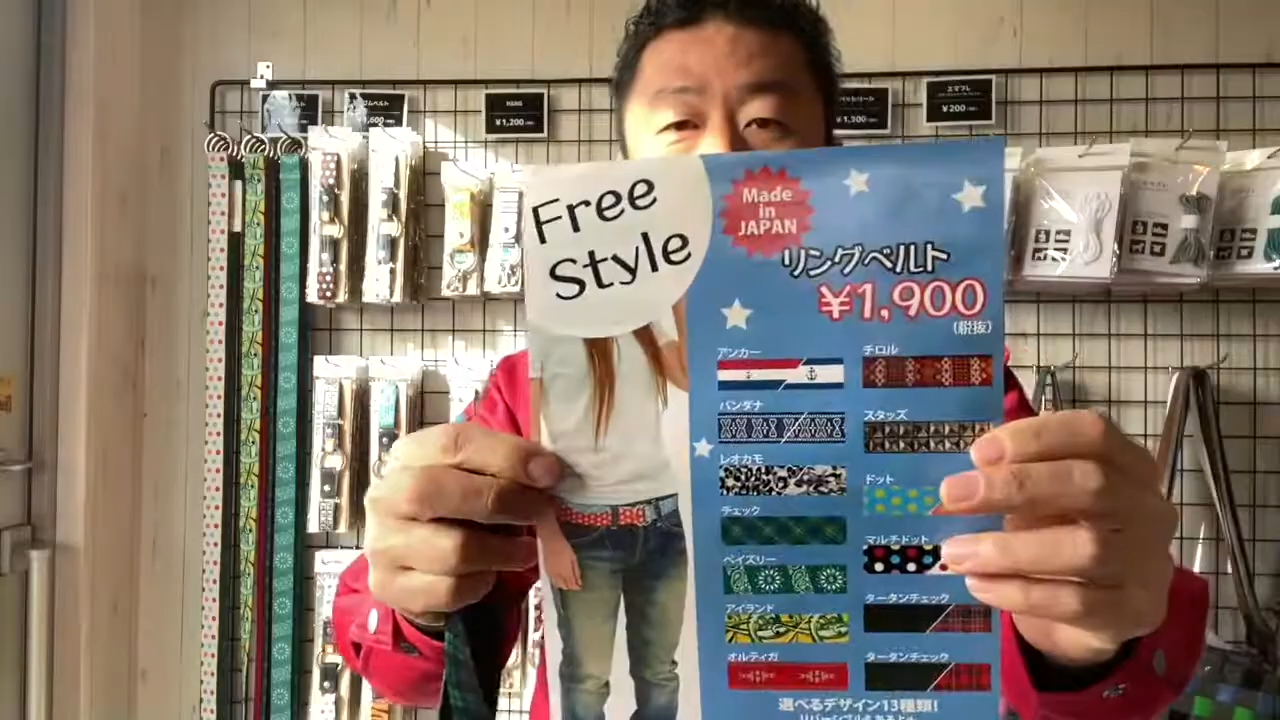 ¥1,200
¥1,300
エマブレ
¥200
Free
Style
Made
in
JAPAN
リングベルト
¥1,900
(税抜)
アンカー
チロル
バンダナ
スタッズ
レオカモ
ドット
チェック
マルチドット
ペイズリー
タータンチェック
アイランド
オルティガ
タータンチェック
選べるデザイン13種類!